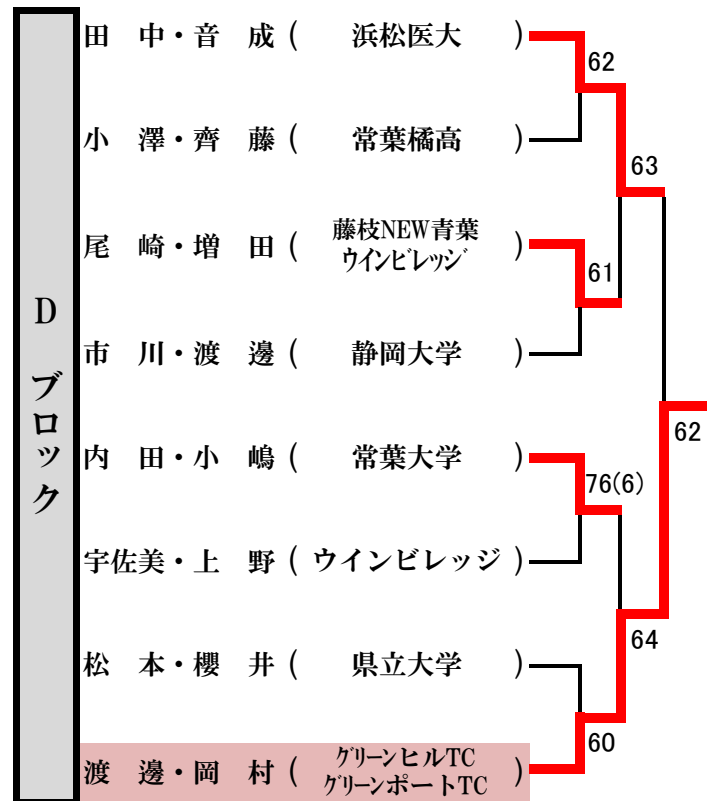 D ブロック
田 中・音 成 ( 浜松医大 )
62
小 澤・齊 藤 ( 常葉橘高 )
63
尾 崎・増 田 ( 藤枝NEW青葉 ウインビレッジ )
61
市 川・渡 邊 ( 静岡大学 )
62
内 田・小 嶋 ( 常葉大学 )
76(6)
宇佐美・上 野 ( ウインビレッジ )
64
松 本・櫻 井 ( 県立大学 )
60
渡 邊・岡 村 ( グリーンヒルTC グリーンポートTC )